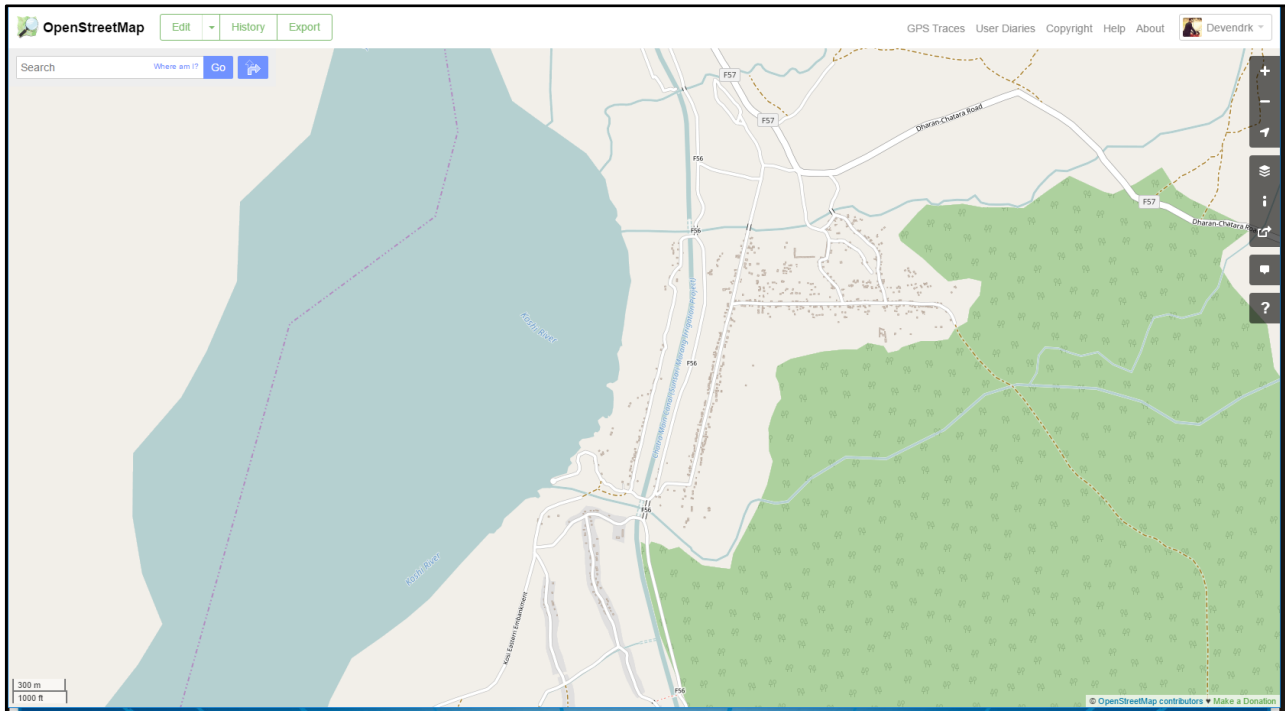 OpenStreetMap
Edit
History
Export
GPS Traces
User Diaries
Copyright
Help
About
Devendrk
Search
Where am I?
Go
+
−
i
?
F57
F57
Dharan-Chatara Road
F57
Dharan-Chatara
F56
F56
Koshi River
F56
F56
Koshi River
Kosi Eastern Embankment
F56
300 m
1000 ft
© OpenStreetMap contributors ♥ Make a Donation